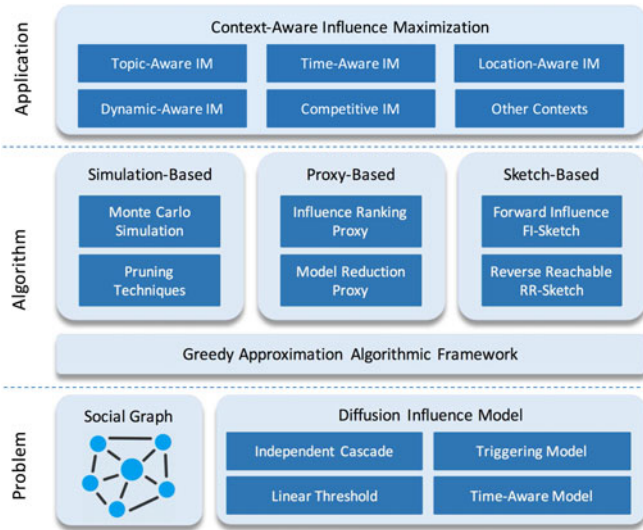 Application
Context-Aware Influence Maximization
Topic-Aware IM
Time-Aware IM
Location-Aware IM
Dynamic-Aware IM
Competitive IM
Other Contexts
Algorithm
Simulation-Based
Monte Carlo
Simulation
Pruning
Techniques
Proxy-Based
Influence Ranking
Proxy
Model Reduction
Proxy
Sketch-Based
Forward Influence
FI-Sketch
Reverse Reachable
RR-Sketch
Greedy Approximation Algorithmic Framework
Problem
Social Graph
Diffusion Influence Model
Independent Cascade
Triggering Model
Linear Threshold
Time-Aware Model